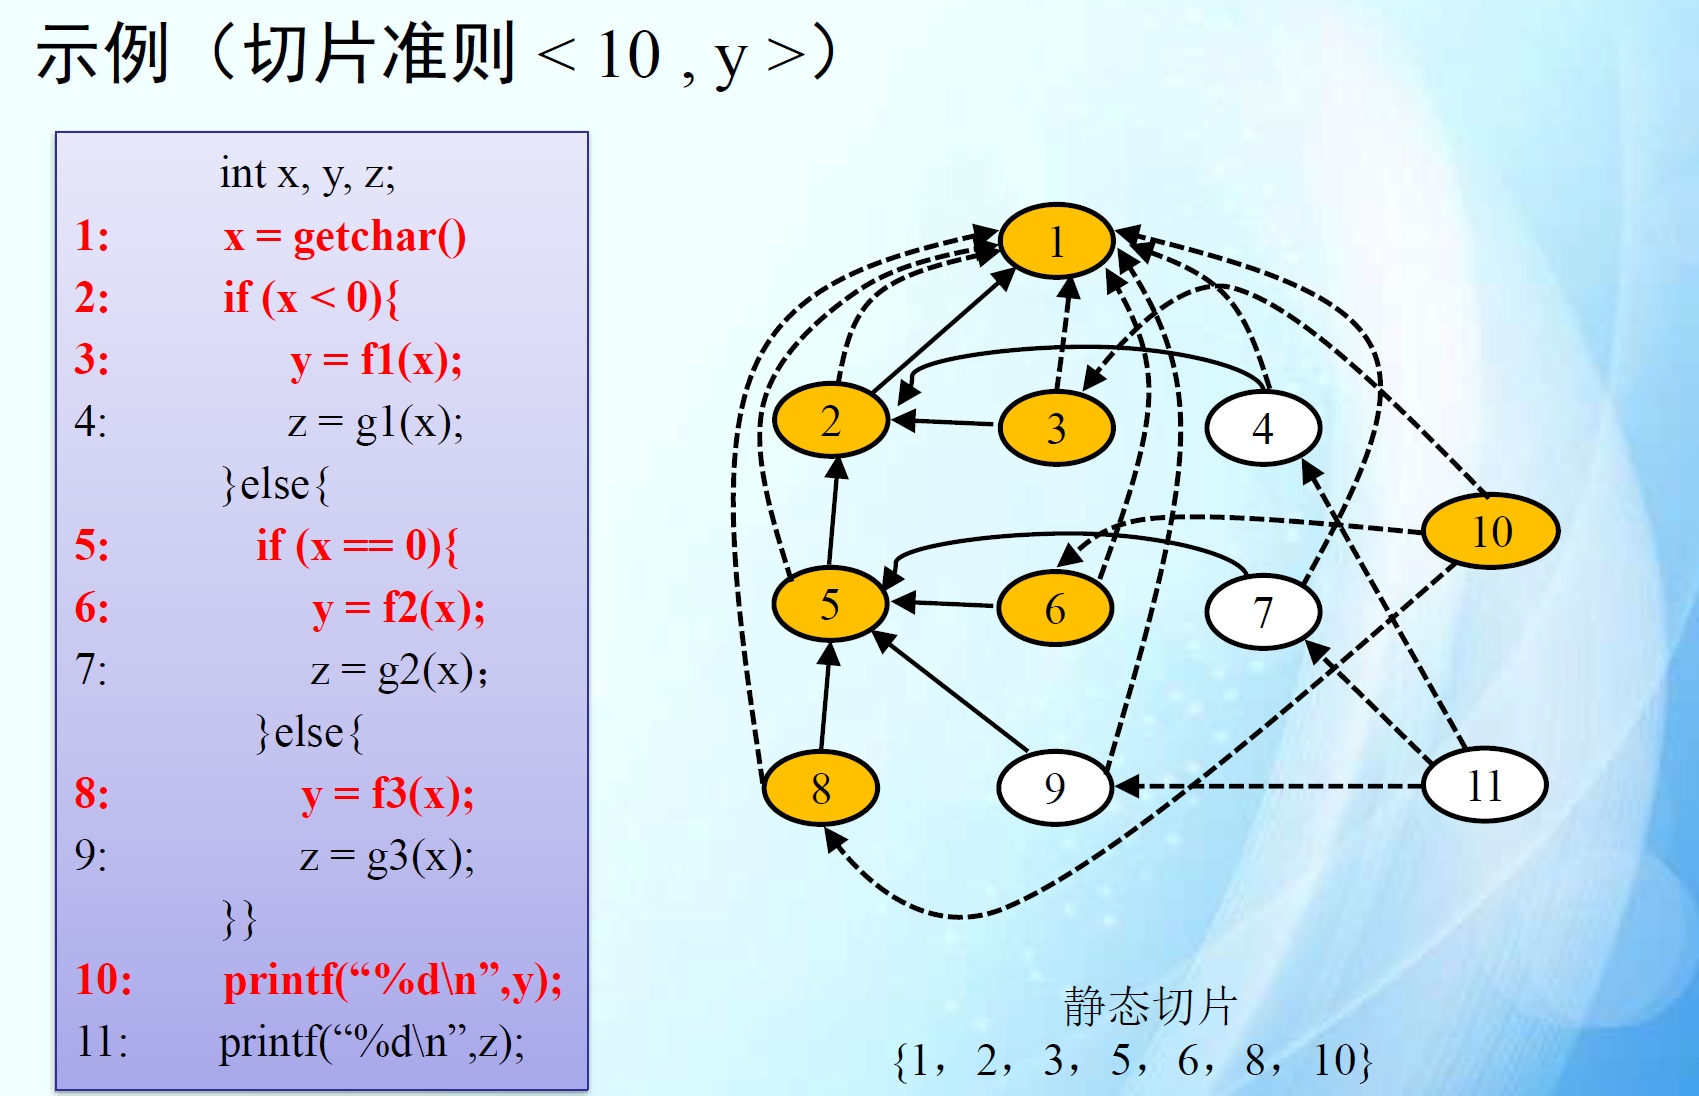 示例（切片准则 < 10 , y >）
int x, y, z;
1: x = getchar()
2: if (x < 0){
3: y = f1(x);
4: z = g1(x);
}else{
5: if (x == 0){
6: y = f2(x);
7: z = g2(x)；
}else{
8: y = f3(x);
9: z = g3(x);
}}
10: printf(“%d\n”,y);
11: printf(“%d\n”,z);
1
2 3 4
10
5 6 7
8 9 11
静态切片
{1，2，3，5，6，8，10}